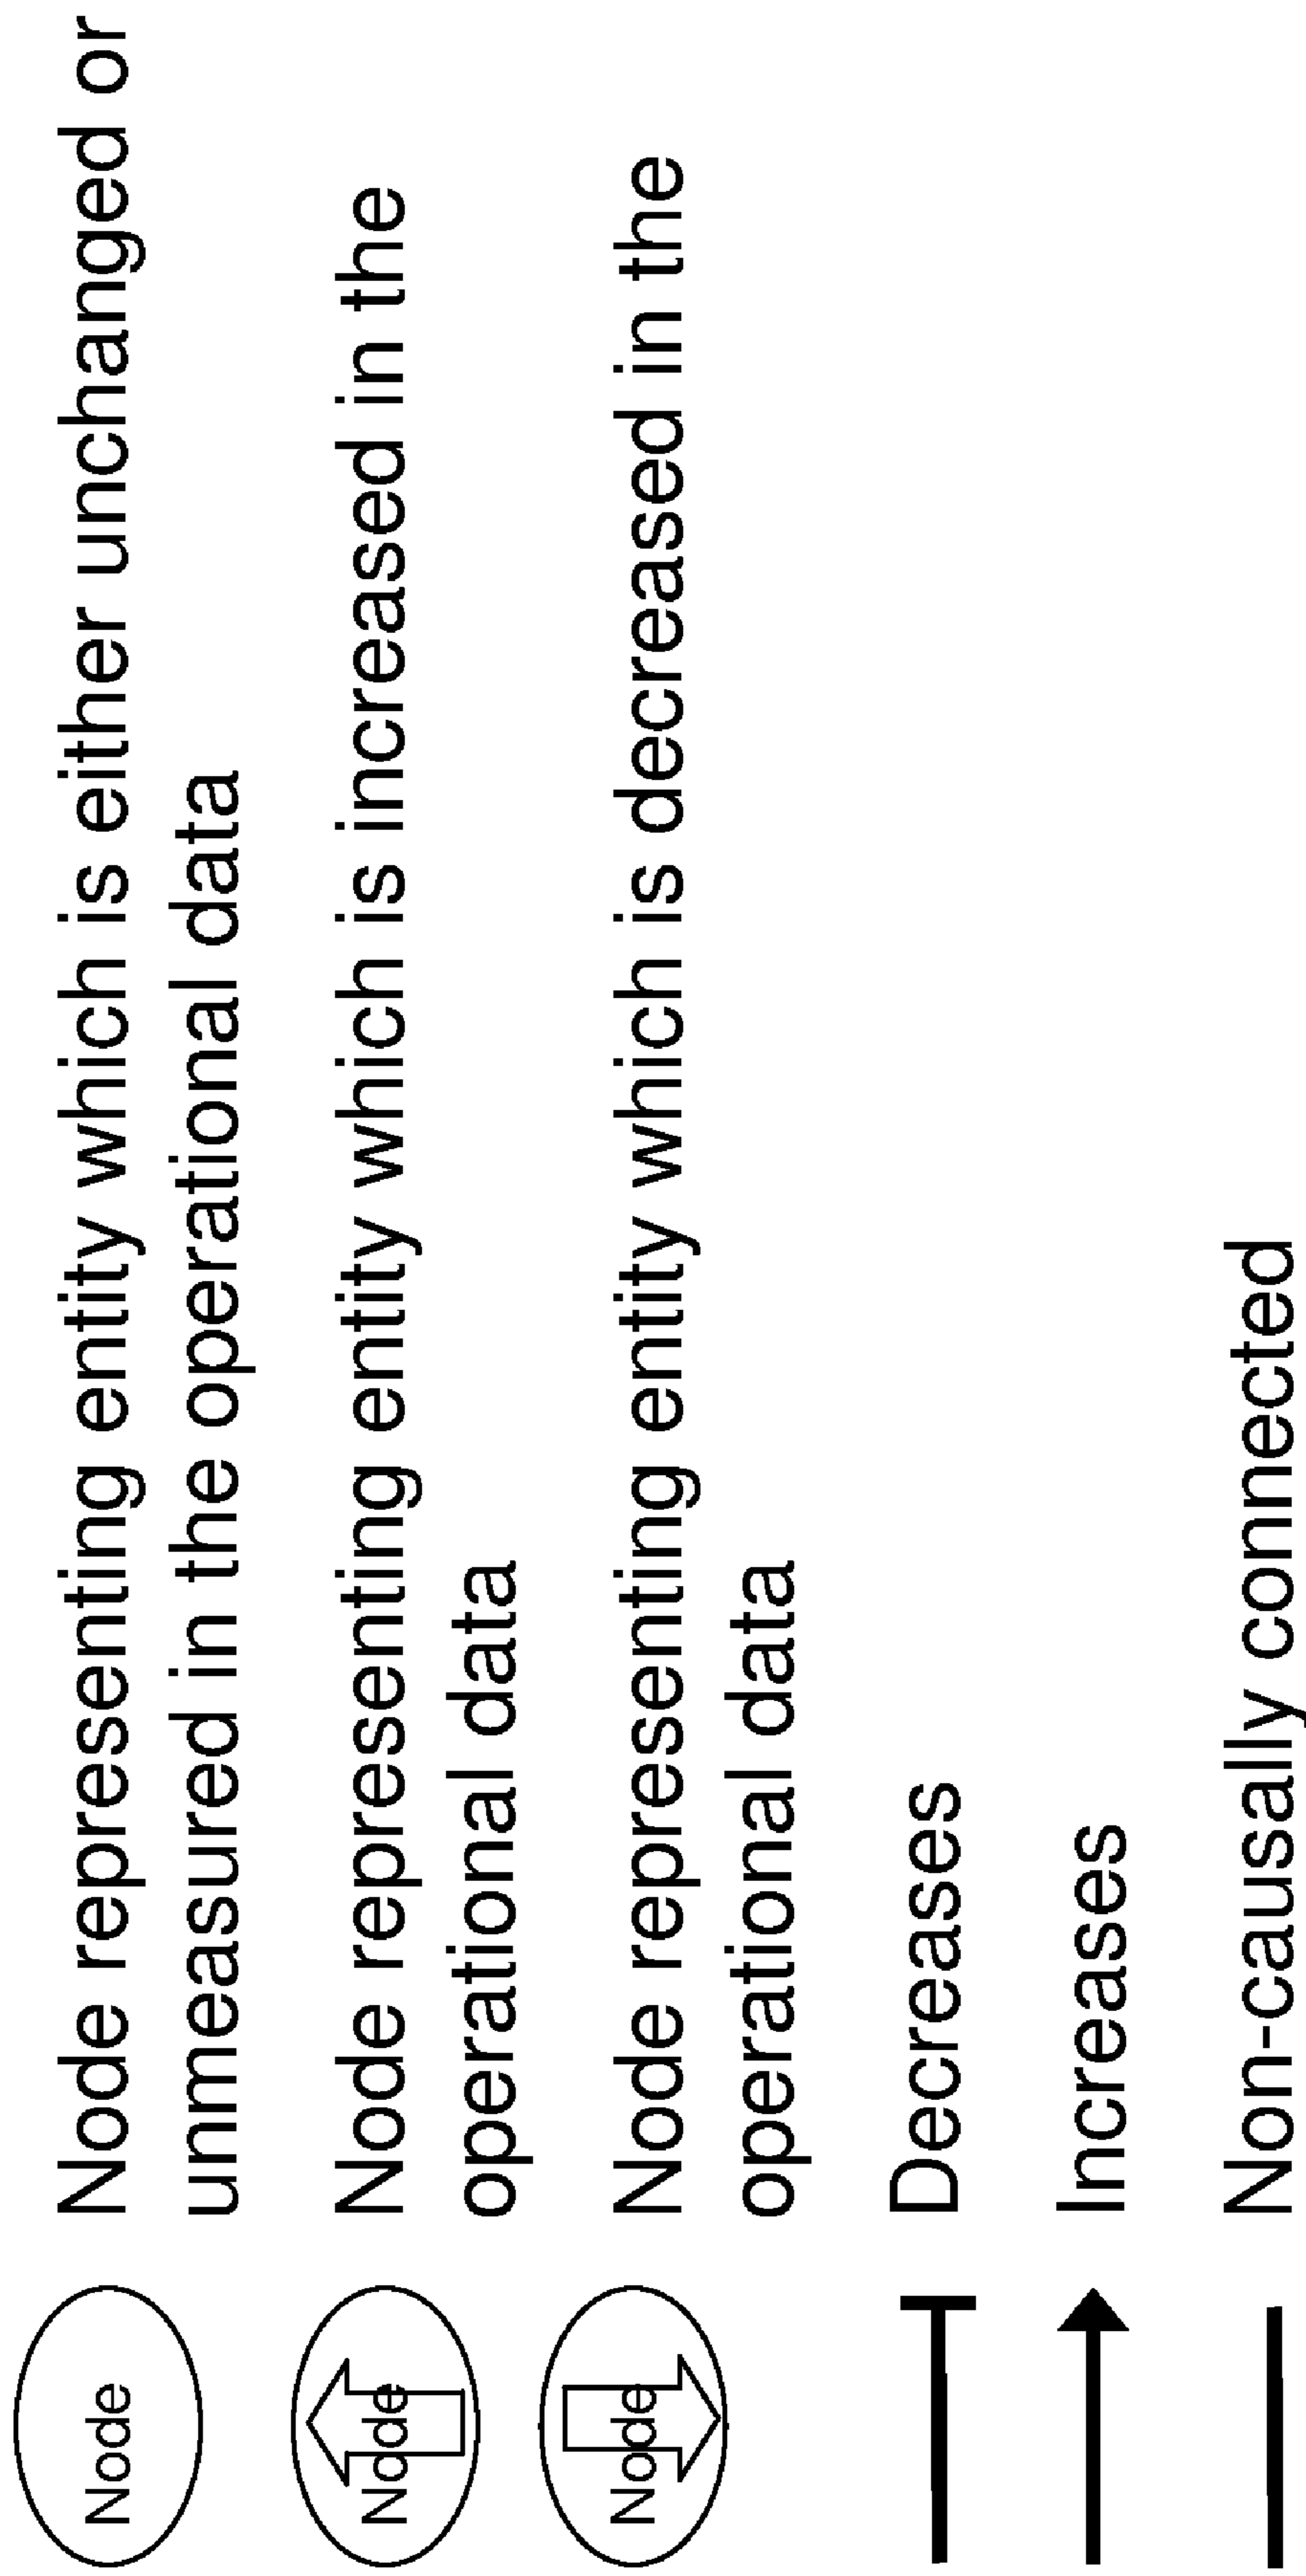 Node
Node representing entity which is either unchanged or
unmeasured in the operational data
Node
Node representing entity which is increased in the
operational data
Node
Node representing entity which is decreased in the
operational data
Decreases
Increases
Non-causally connected